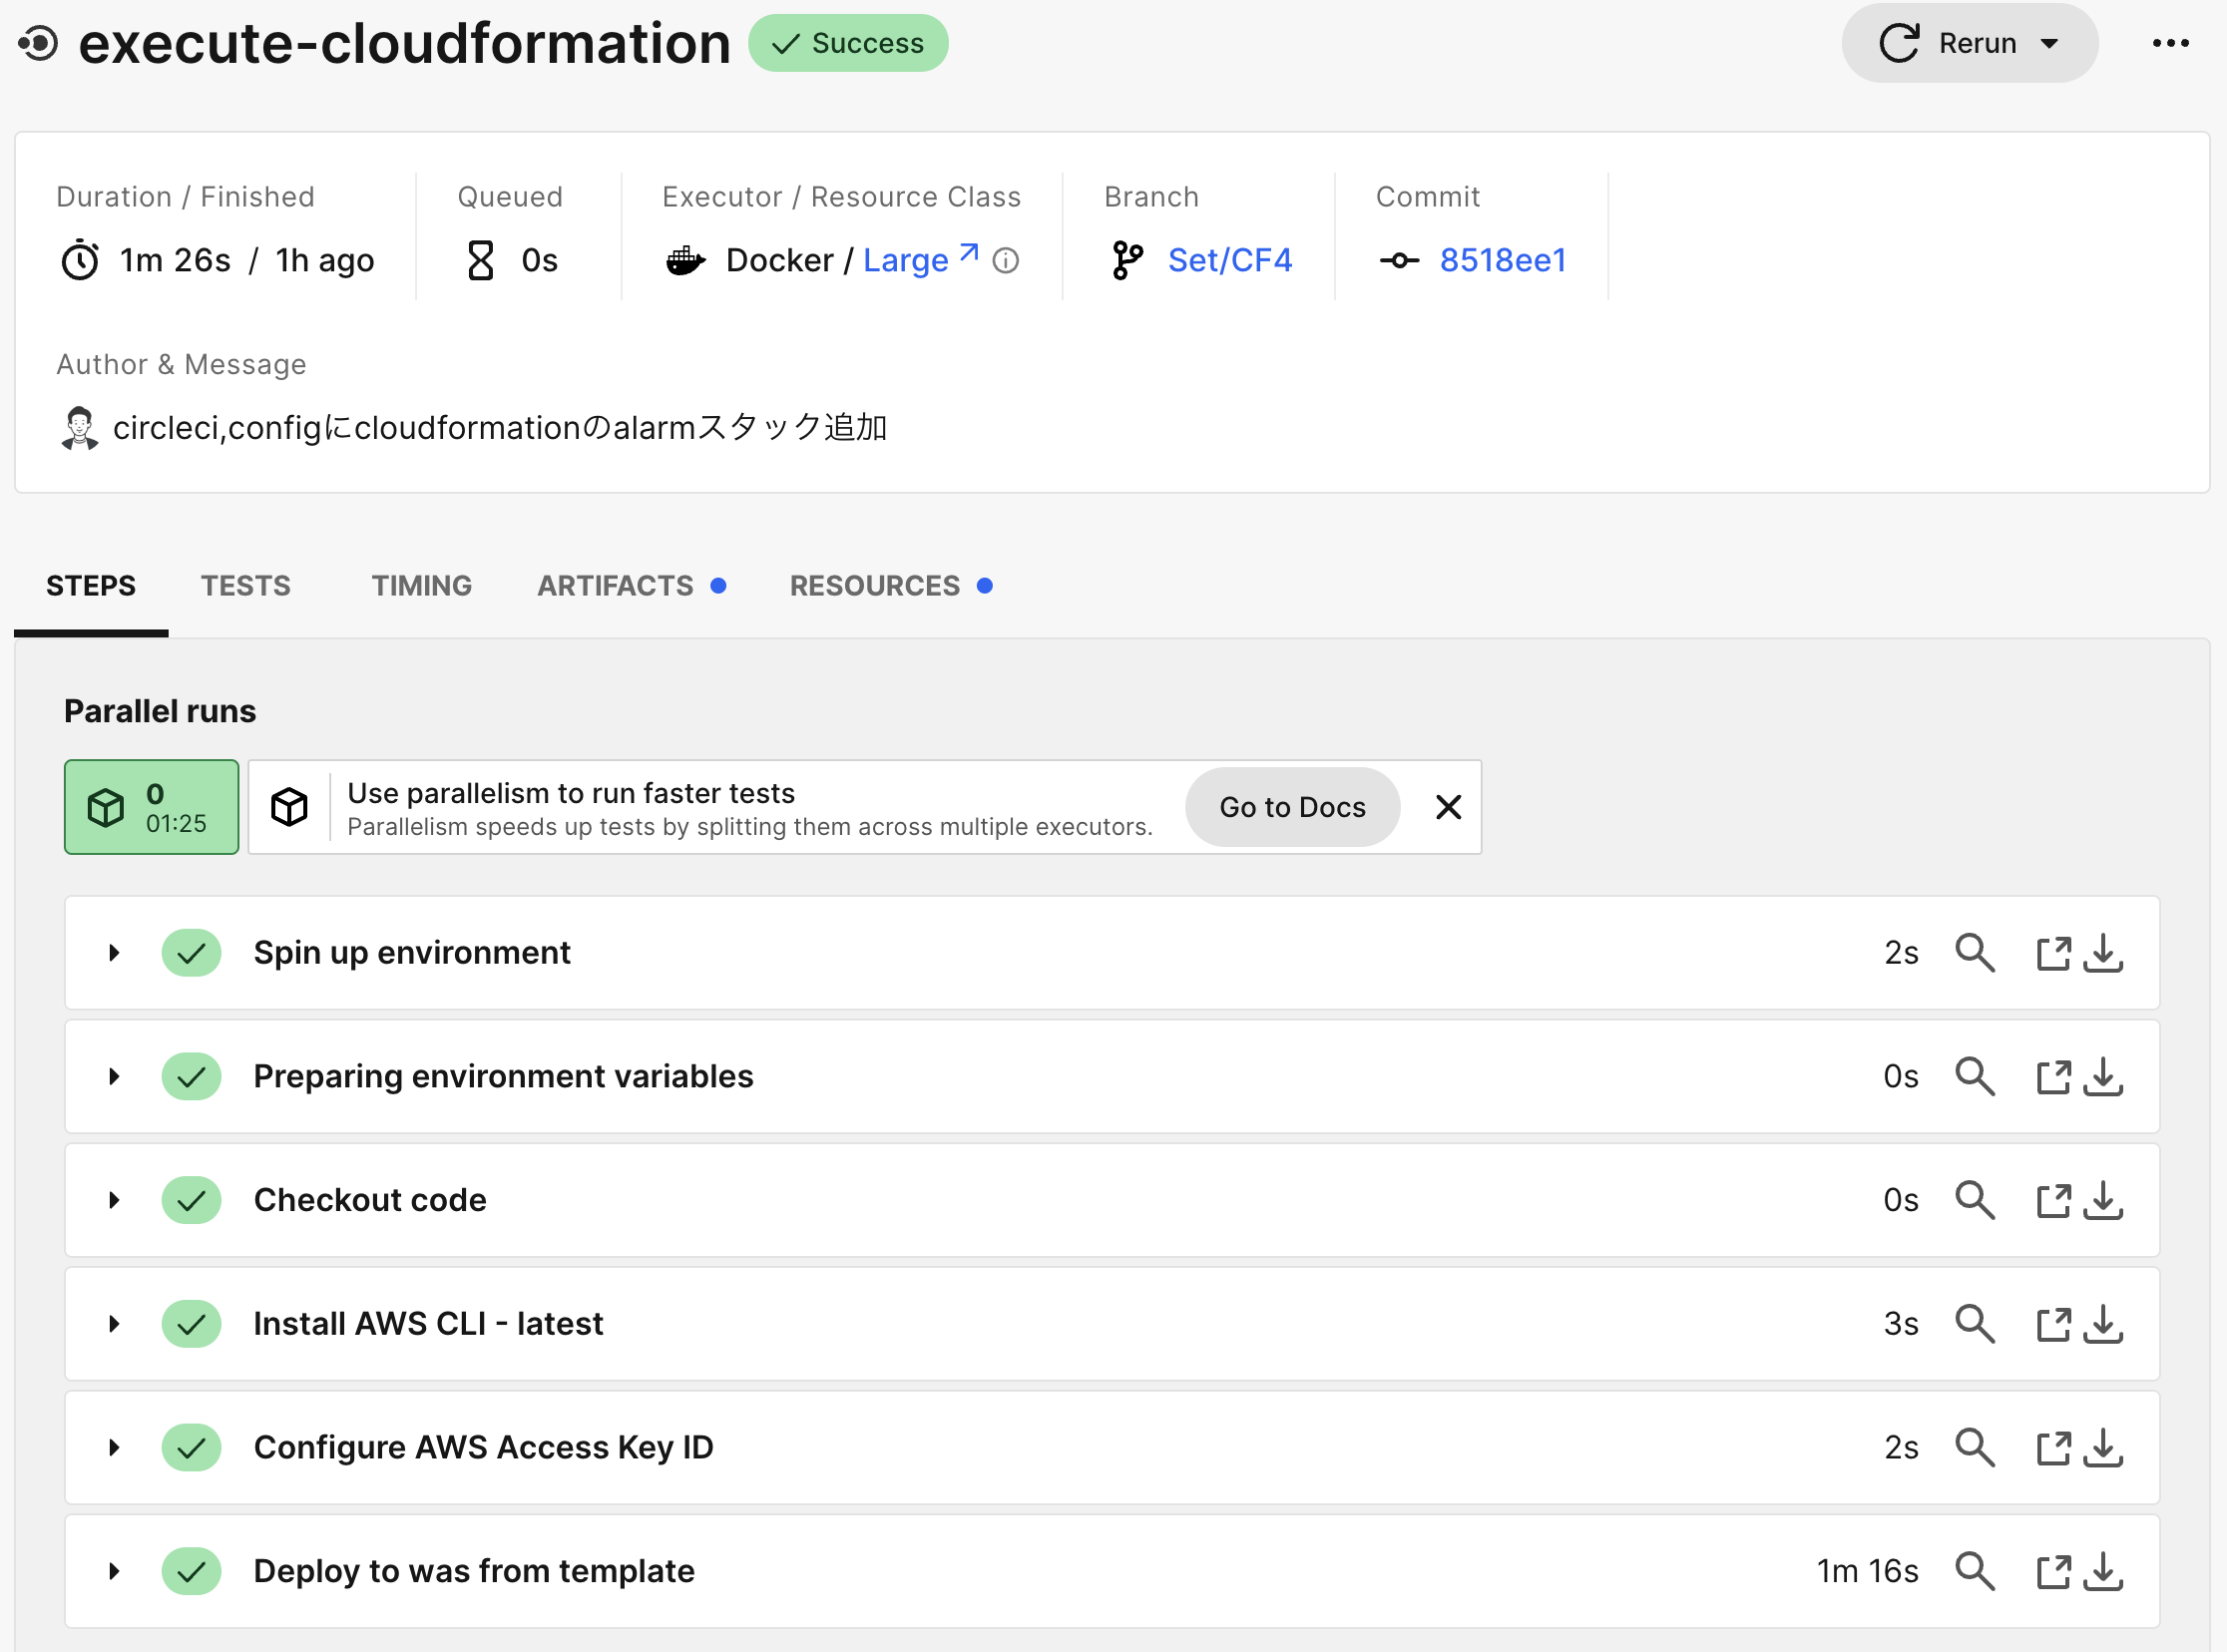 execute-cloudformation Success Rerun
Duration / Finished Queued Executor / Resource Class Branch Commit
1m 26s / 1h ago 0s Docker / Large Set/CF4 8518ee1
Author & Message
circleci,configにcloudformationのalarmスタック追加
STEPS TESTS TIMING ARTIFACTS RESOURCES
Parallel runs
0
01:25
Use parallelism to run faster tests
Parallelism speeds up tests by splitting them across multiple executors.
Go to Docs
Spin up environment 2s
Preparing environment variables 0s
Checkout code 0s
Install AWS CLI - latest 3s
Configure AWS Access Key ID 2s
Deploy to was from template 1m 16s